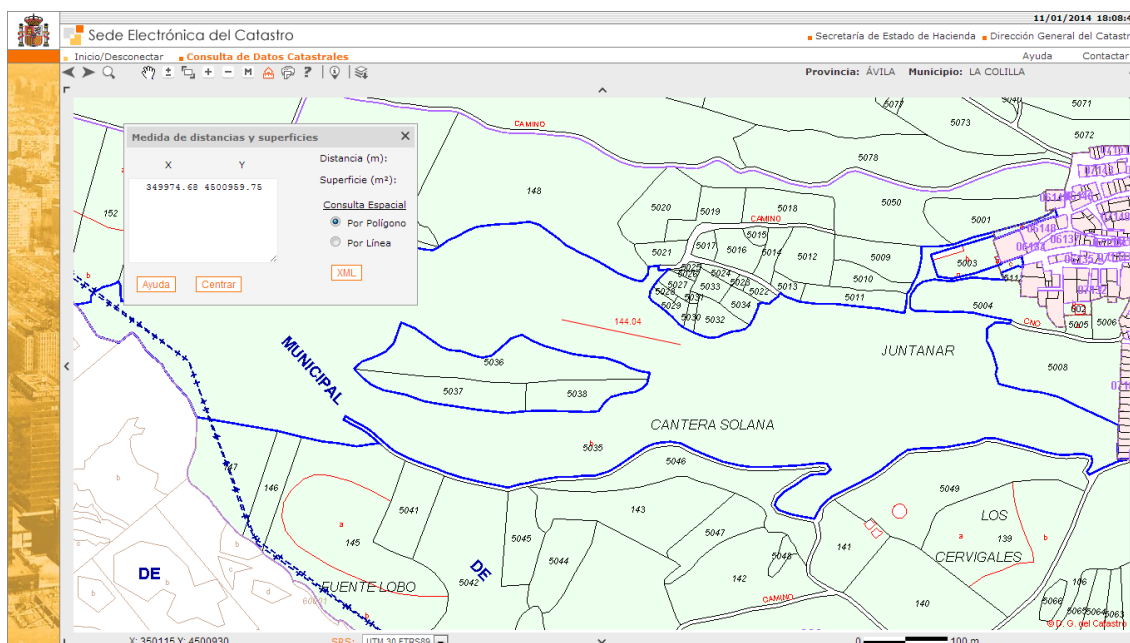 11/01/2014 18:08:4
Sede Electrónica del Catastro
Secretaría de Estado de Hacienda
Dirección General del Catastr
Inicio/Desconectar
Consulta de Datos Catastrales
Ayuda
Contactar
Provincia: ÁVILA Municipio: LA COLILLA
Medida de distancias y superficies
X
Y
Distancia (m):
349974.68 4500959.75
Superficie (m²):
Consulta Espacial
Por Polígono
Por Línea
XML
Ayuda
Centrar
CAMINO
5077
5073
5071
5072
5078
148
152
5020
5019
5018
5050
CAMINO
5001
5021
5017
5015
5016
5014
5012
5009
5003
5024
5033
5022
5013
5010
5011
5034
5032
5030
5029
5004
CNO
5005
5006
144.04
MUNICIPAL
JUNTANAR
5036
5008
5037
5038
CANTERA SOLANA
b
5035
5046
147
146
a
145
5041
143
5045
5044
5042
5047
5048
142
141
5049
LOS
139
a
b
CERVIGALES
140
106
DE
DE
FUENTE LOBO
CAMINO
5066
5065
5064
5063
© D. G. del Catastro
X: 350115 Y: 4500930
SRS:
UTM 30 ETRS89
0
100 m